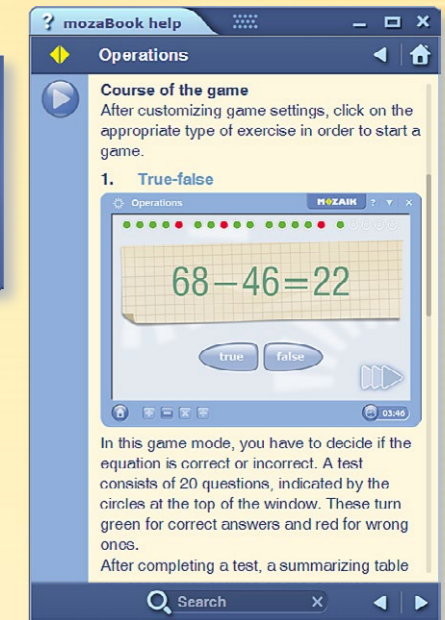 ? mozaBook help
Operations
Course of the game
After customizing game settings, click on the
appropriate type of exercise in order to start a
game.
1. True-false
Operations
MOZAIK ?
68−46=22
true false
03:46
In this game mode, you have to decide if the
equation is correct or incorrect. A test
consists of 20 questions, indicated by the
circles at the top of the window. These turn
green for correct answers and red for wrong
ones.
After completing a test, a summarizing table
Search